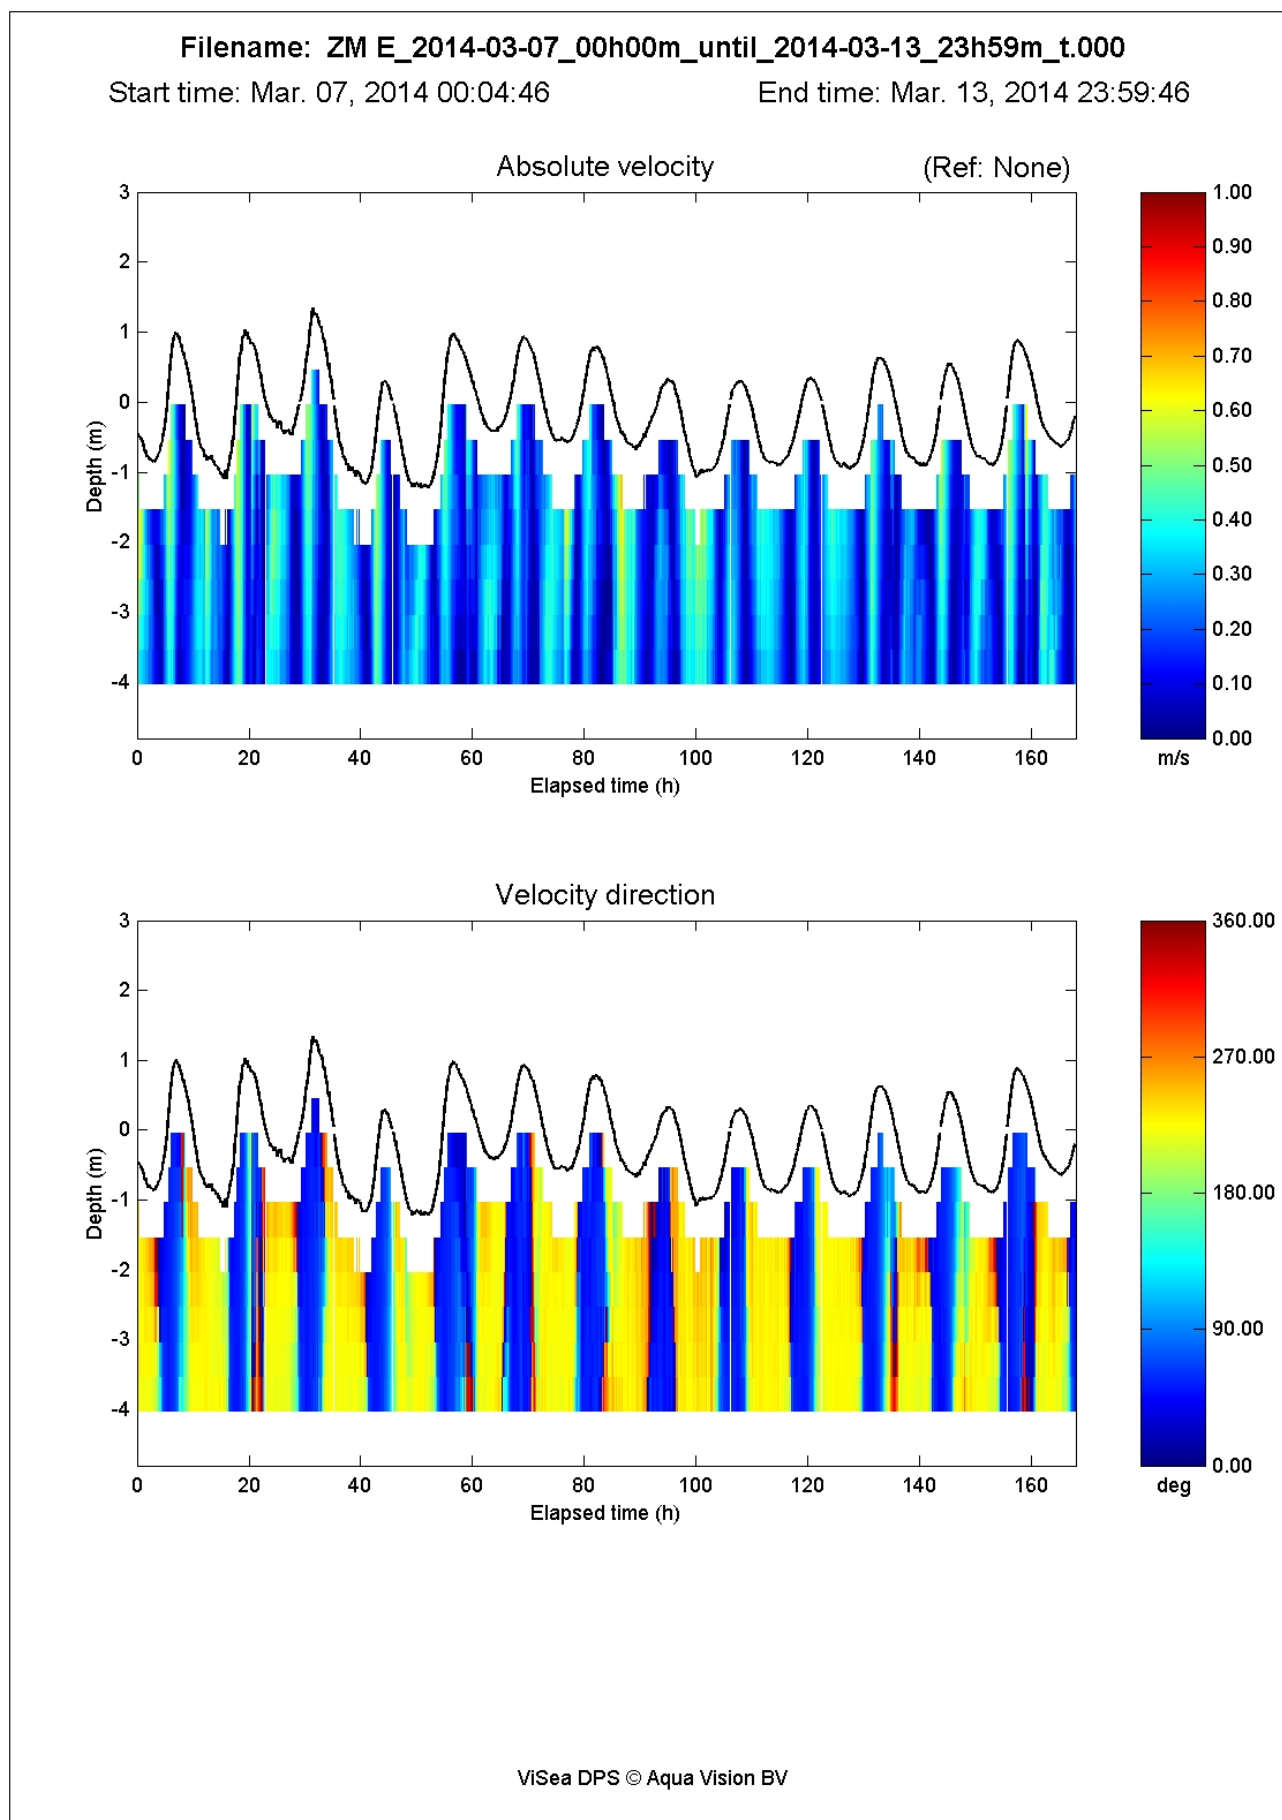 Filename: ZM E_2014-03-07_00h00m_until_2014-03-13_23h59m_t.000
Start time: Mar. 07, 2014 00:04:46 End time: Mar. 13, 2014 23:59:46
Absolute velocity (Ref: None)
3
2
1
0
-1
-2
-3
-4
Depth (m)
0 20 40 60 80 100 120 140 160
Elapsed time (h)
1.00
0.90
0.80
0.70
0.60
0.50
0.40
0.30
0.20
0.10
0.00
m/s
Velocity direction
3
2
1
0
-1
-2
-3
-4
Depth (m)
0 20 40 60 80 100 120 140 160
Elapsed time (h)
360.00
270.00
180.00
90.00
0.00
deg
ViSea DPS © Aqua Vision BV